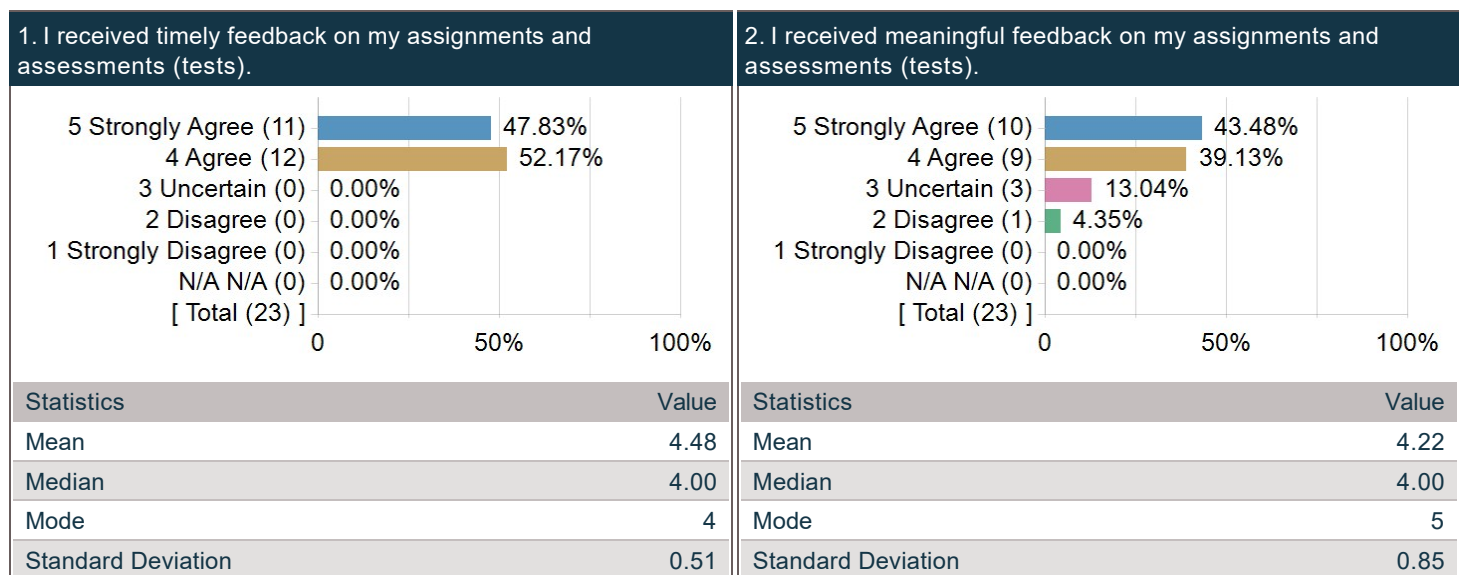 1. I received timely feedback on my assignments and
assessments (tests).
5 Strongly Agree (11) 47.83%
4 Agree (12) 52.17%
3 Uncertain (0) 0.00%
2 Disagree (0) 0.00%
1 Strongly Disagree (0) 0.00%
N/A N/A (0) 0.00%
[ Total (23) ]
0 50% 100%
Statistics Value
Mean 4.48
Median 4.00
Mode 4
Standard Deviation 0.51
2. I received meaningful feedback on my assignments and
assessments (tests).
5 Strongly Agree (10) 43.48%
4 Agree (9) 39.13%
3 Uncertain (3) 13.04%
2 Disagree (1) 4.35%
1 Strongly Disagree (0) 0.00%
N/A N/A (0) 0.00%
[ Total (23) ]
0 50% 100%
Statistics Value
Mean 4.22
Median 4.00
Mode 5
Standard Deviation 0.85